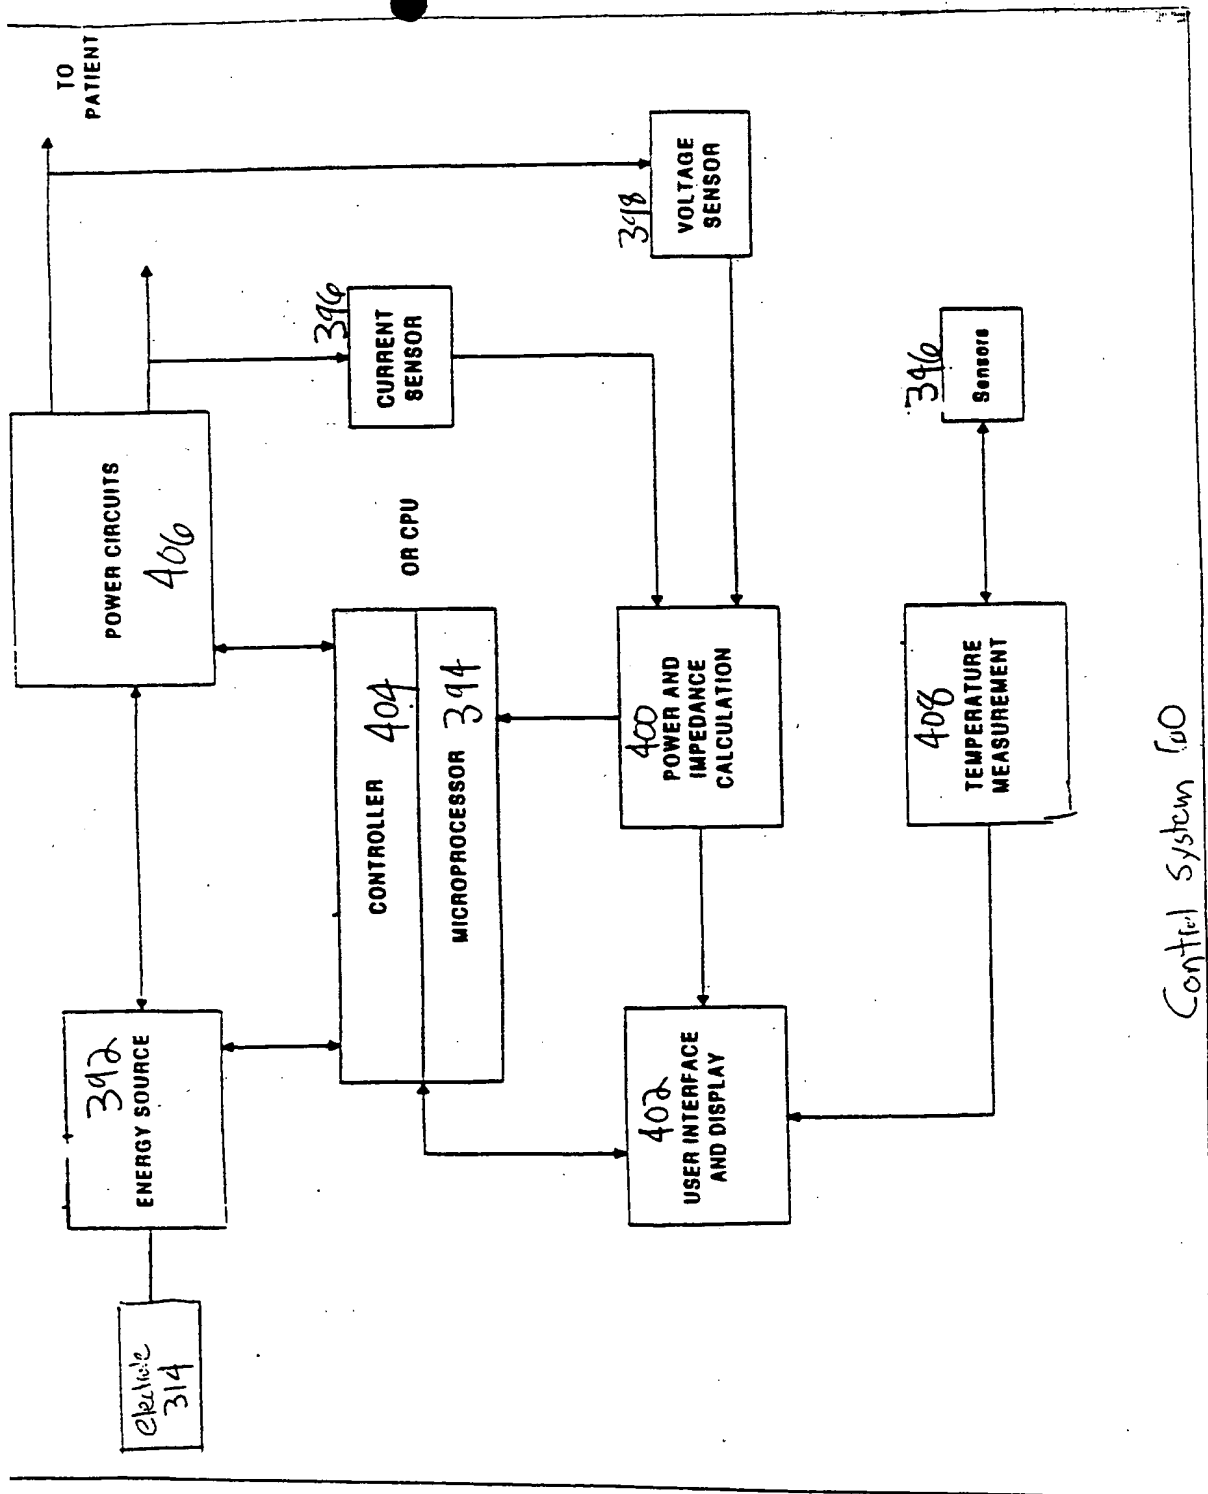 electrode
314
392
ENERGY SOURCE
POWER CIRCUITS
406
TO
PATIENT
CONTROLLER 404
MICROPROCESSOR 394
OR CPU
396
CURRENT
SENSOR
398
VOLTAGE
SENSOR
402
USER INTERFACE
AND DISPLAY
400
POWER AND
IMPEDANCE
CALCULATION
408
TEMPERATURE
MEASUREMENT
396
Sensors
Control System